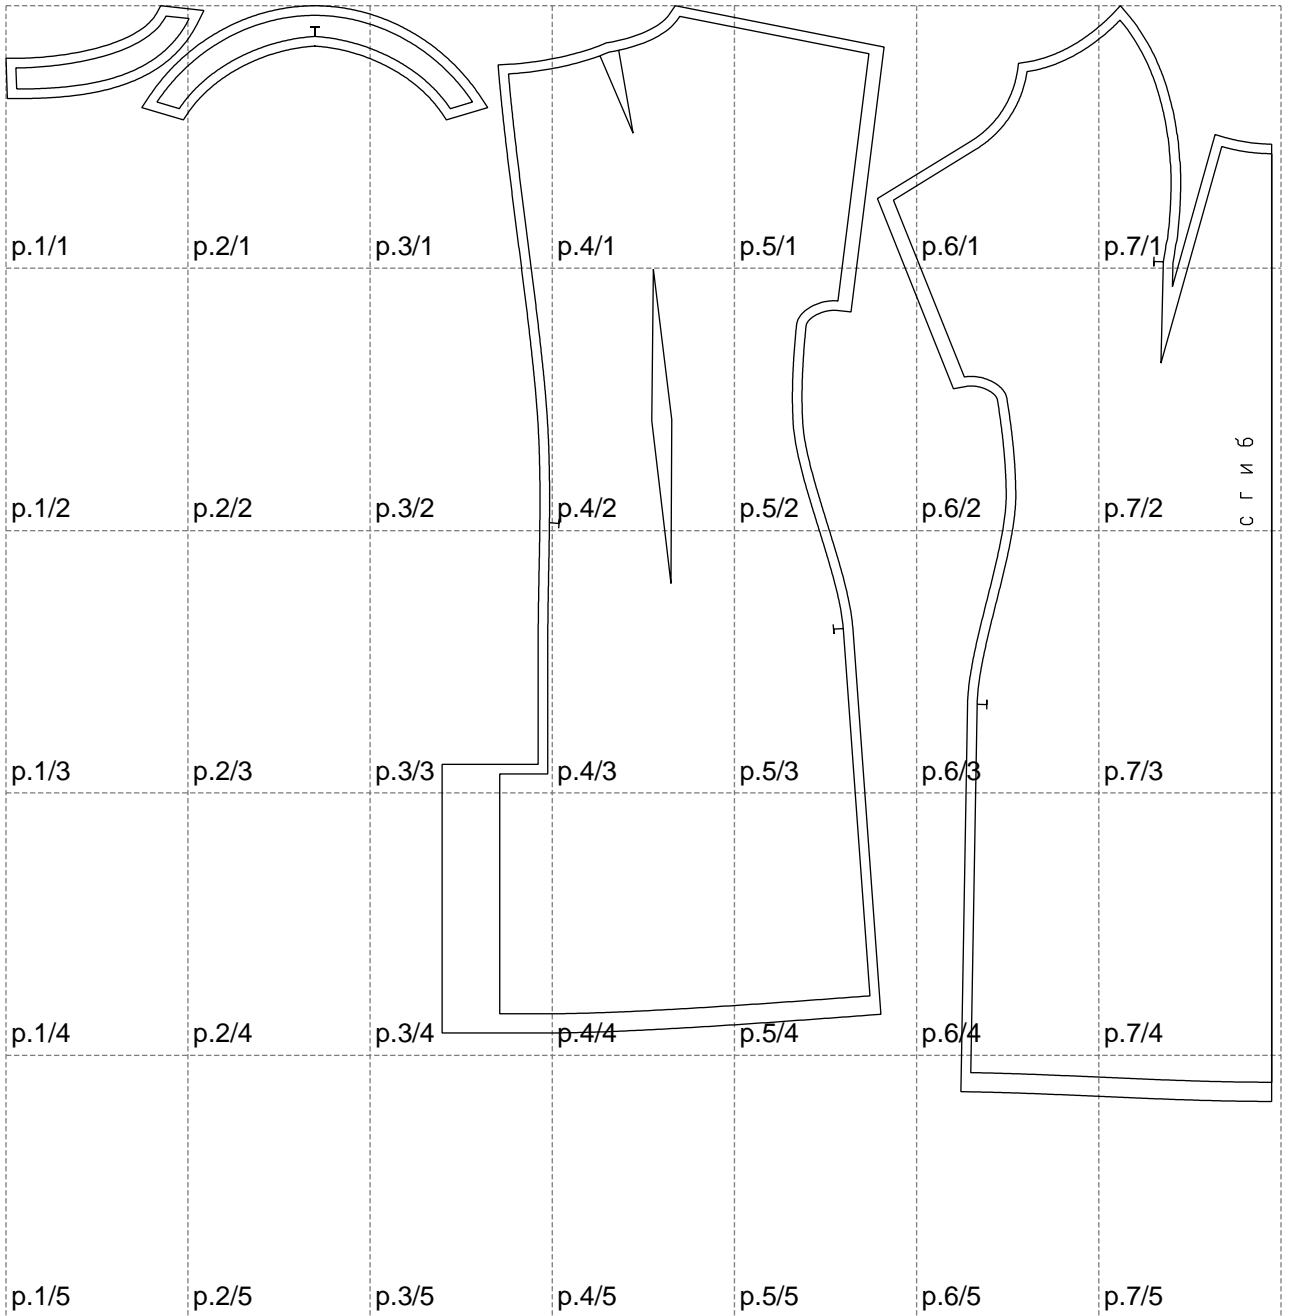 p.1/1 p.2/1 p.3/1 p.4/1 p.5/1 p.6/1 p.7/1
сгиб
p.1/2 p.2/2 p.3/2 p.4/2 p.5/2 p.6/2 p.7/2
p.1/3 p.2/3 p.3/3 p.4/3 p.5/3 p.6/3 p.7/3
p.1/4 p.2/4 p.3/4 p.4/4 p.5/4 p.6/4 p.7/4
p.1/5 p.2/5 p.3/5 p.4/5 p.5/5 p.6/5 p.7/5